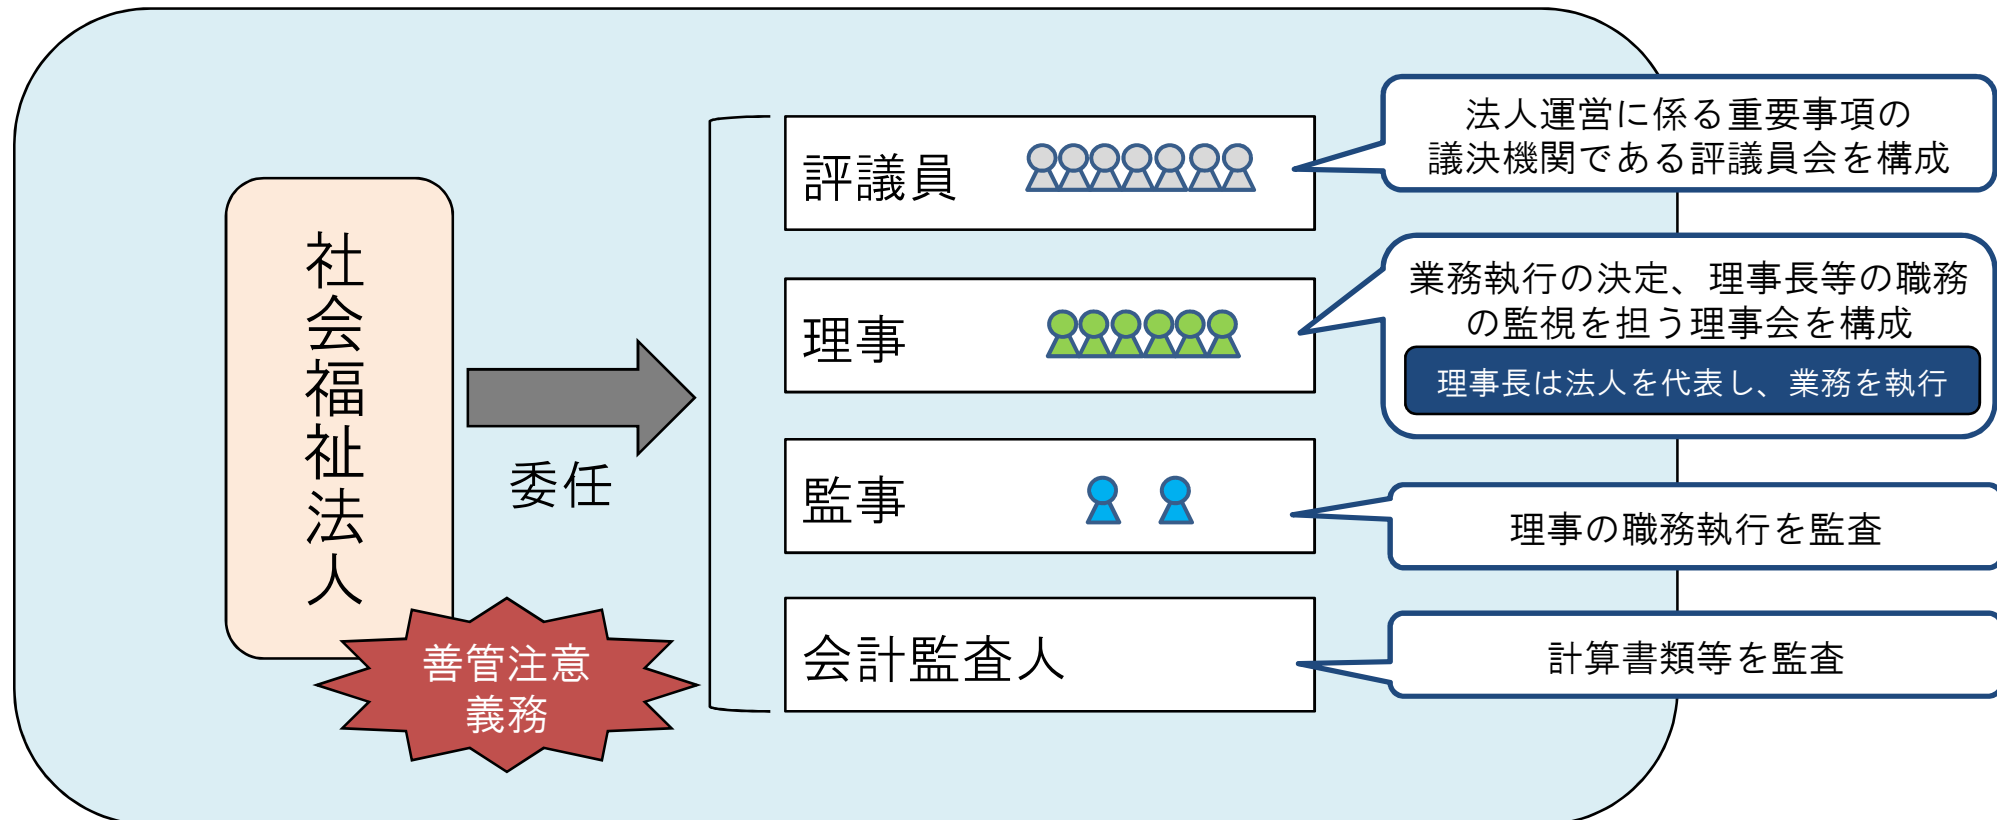 社会福祉法人
委任
善管注意
義務
評議員
法人運営に係る重要事項の
議決機関である評議員会を構成
理事
業務執行の決定、理事長等の職務
の監視を担う理事会を構成
理事長は法人を代表し、業務を執行
監事
理事の職務執行を監査
会計監査人
計算書類等を監査